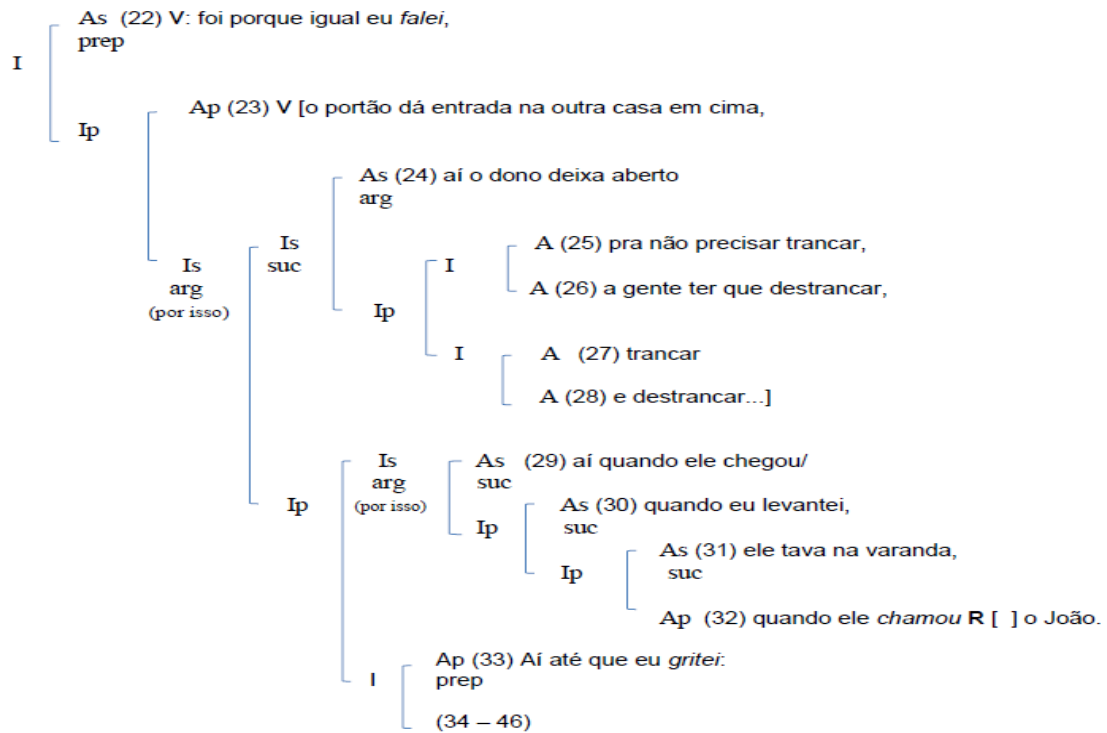 As (22) V: foi porque igual eu falei,
prep
I
Ip
Ap (23) V [o portão dá entrada na outra casa em cima,
As (24) aí o dono deixa aberto
arg
Is
suc
Is
arg
(por isso)
I
A (25) pra não precisar trancar,
A (26) a gente ter que destrancar,
Ip
I
A (27) trancar
A (28) e destrancar...]
Ip
Is
arg
(por isso)
As (29) aí quando ele chegou/
suc
Ip
As (30) quando eu levantei,
suc
Ip
As (31) ele tava na varanda,
suc
Ap (32) quando ele chamou R [ ] o João.
I
Ap (33) Aí até que eu gritei:
prep
(34 – 46)